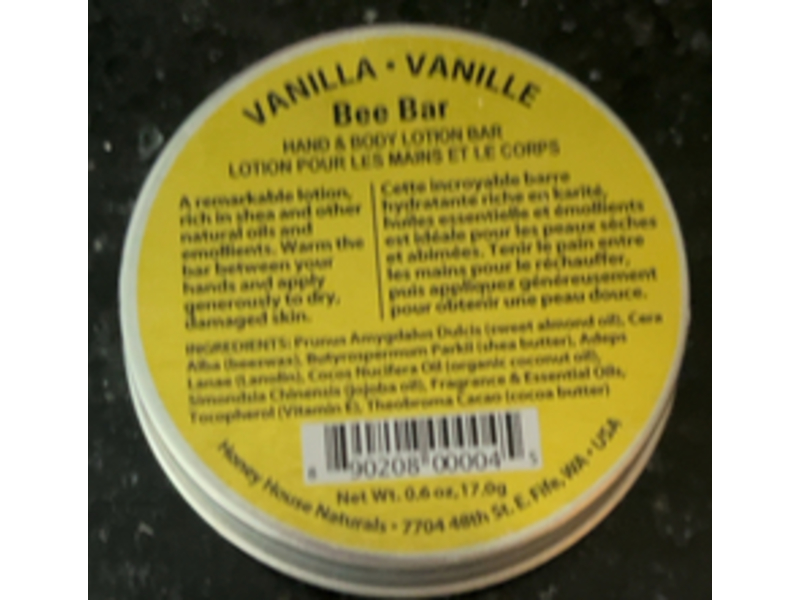 VANILLA • VANILLE
Bee Bar
HAND & BODY LOTION BAR
LOTION POUR LES MAINS ET LE CORPS
A remarkable lotion,
rich in shea and other
natural oils and
emollients. Warm the
bar between your
hands and apply
generously to dry,
damaged skin.
Cette incroyable barre
hydratante riche en karité,
huiles essentielle et émollients
est idéale pour les peaux sèches
et abimées. Tenir le pain entre
les mains pour le réchauffer,
puis appliquez généreusement
pour obtenir une peau douce.
INGREDIENTS: Prunus Amygdalus Dulcis (sweet almond oil), Cera
Alba (beeswax), Butyrospermum Parkii (shea butter), Adeps
Lanae (Lanolin), Cocos Nucifera Oil (organic coconut oil),
Simondsia Chinensis (jojoba oil), Fragrance & Essential Oils,
Tocopherol (Vitamin E), Theobroma Cacao (cocoa butter)
8 90208 00004 5
Net Wt. 0.6 oz, 17.0g
Honey House Naturals • 7704 48th St. E. Fife, WA • USA